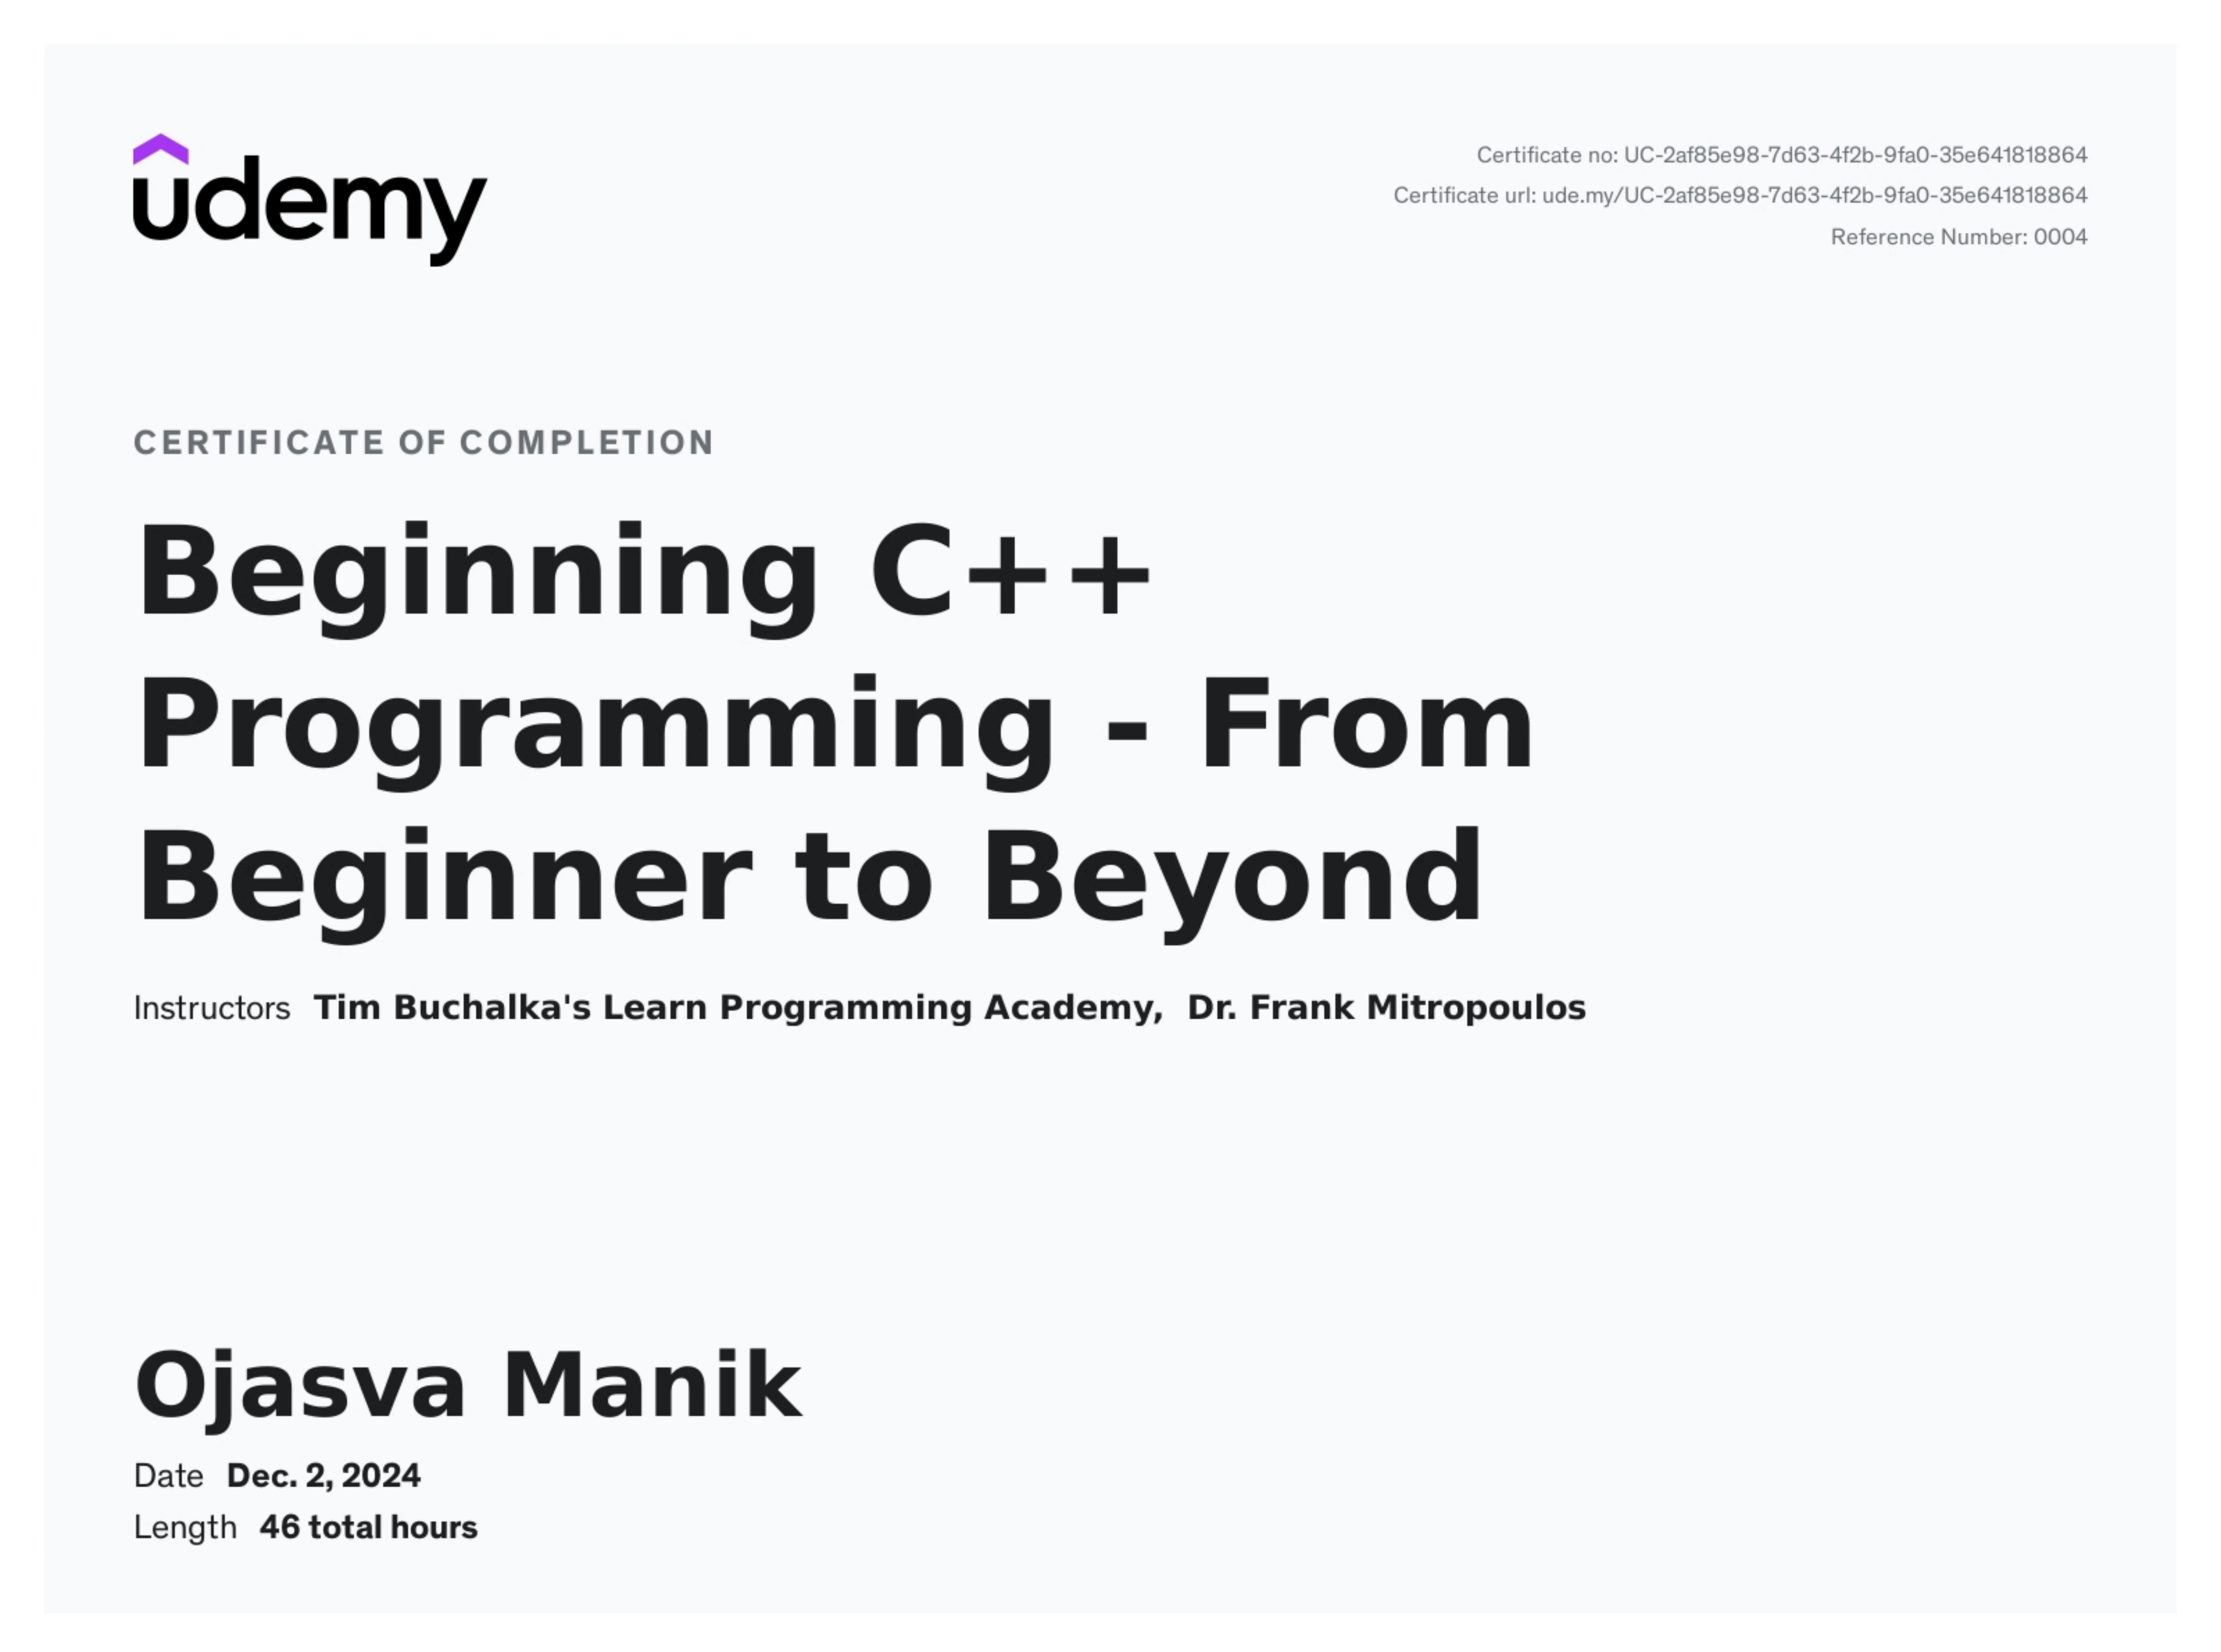 udemy
Certificate no: UC-2af85e98-7d63-4f2b-9fa0-35e641818864
Certificate url: ude.my/UC-2af85e98-7d63-4f2b-9fa0-35e641818864
Reference Number: 0004
CERTIFICATE OF COMPLETION
Beginning C++
Programming - From
Beginner to Beyond
Instructors Tim Buchalka's Learn Programming Academy, Dr. Frank Mitropoulos
Ojasva Manik
Date Dec. 2, 2024
Length 46 total hours